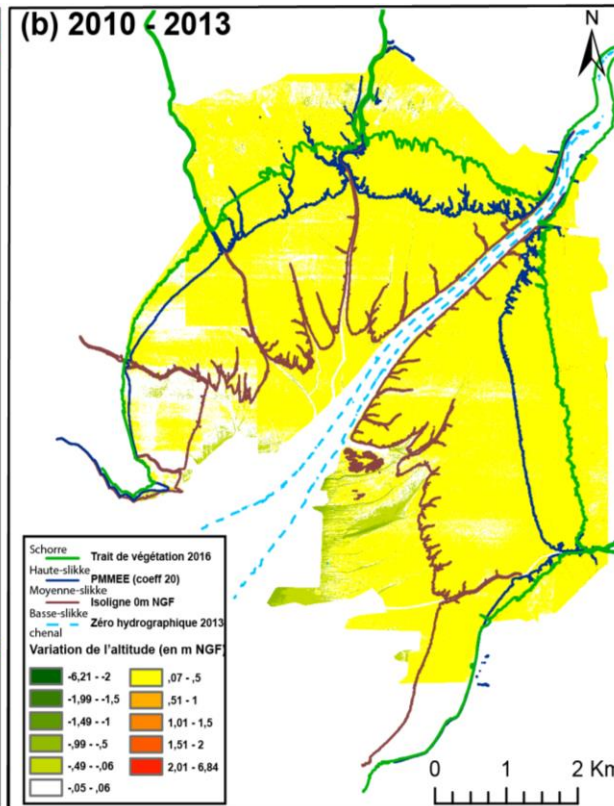 (b) 2010 - 2013
N
Schorre
Trait de végétation 2016
Haute-slikke
PMMEE (coeff 20)
Moyenne-slikke
Isoligne 0m NGF
Basse-slikke
Zéro hydrographique 2013
chenal
Variation de l'altitude (en m NGF)
-6,21 - -2
,07 - ,5
-1,99 - -1,5
,51 - 1
-1,49 - -1
1,01 - 1,5
-,99 - -,5
1,51 - 2
-,49 - -,06
2,01 - 6,84
-,05 - ,06
0 1 2 Km